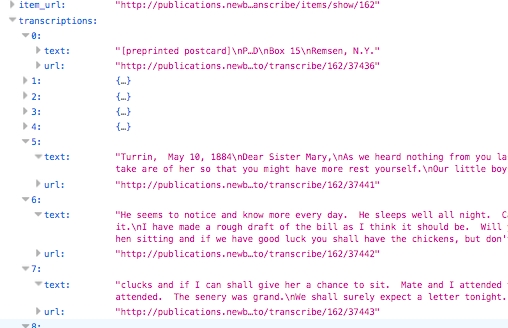 item_url: "http://publications.newb…anscribe/items/show/162"
transcriptions:
0:
text: "[preprinted postcard]\nP…D\nBox 15\nRemsen, N.Y."
url: "http://publications.newb…to/transcribe/162/37436"
1: {…}
2: {…}
3: {…}
4: {…}
5:
text: "Turrin,  May 10, 1884\nDear Sister Mary,\nAs we heard nothing from you la
take are of her so that you might have more rest yourself.\nOur little boy
url: "http://publications.newb…to/transcribe/162/37441"
6:
text: "He seems to notice and know more every day.  He sleeps well all night.  C
it.\nI have made a rough draft of the bill as I think it should be.  Will
hen sitting and if we have good luck you shall have the chickens, but don'
url: "http://publications.newb…to/transcribe/162/37442"
7:
text: "clucks and if I can shall give her a chance to sit.  Mate and I attended
attended.  The senery was grand.\nWe shall surely expect a letter tonight.
url: "http://publications.newb…to/transcribe/162/37443"
8: